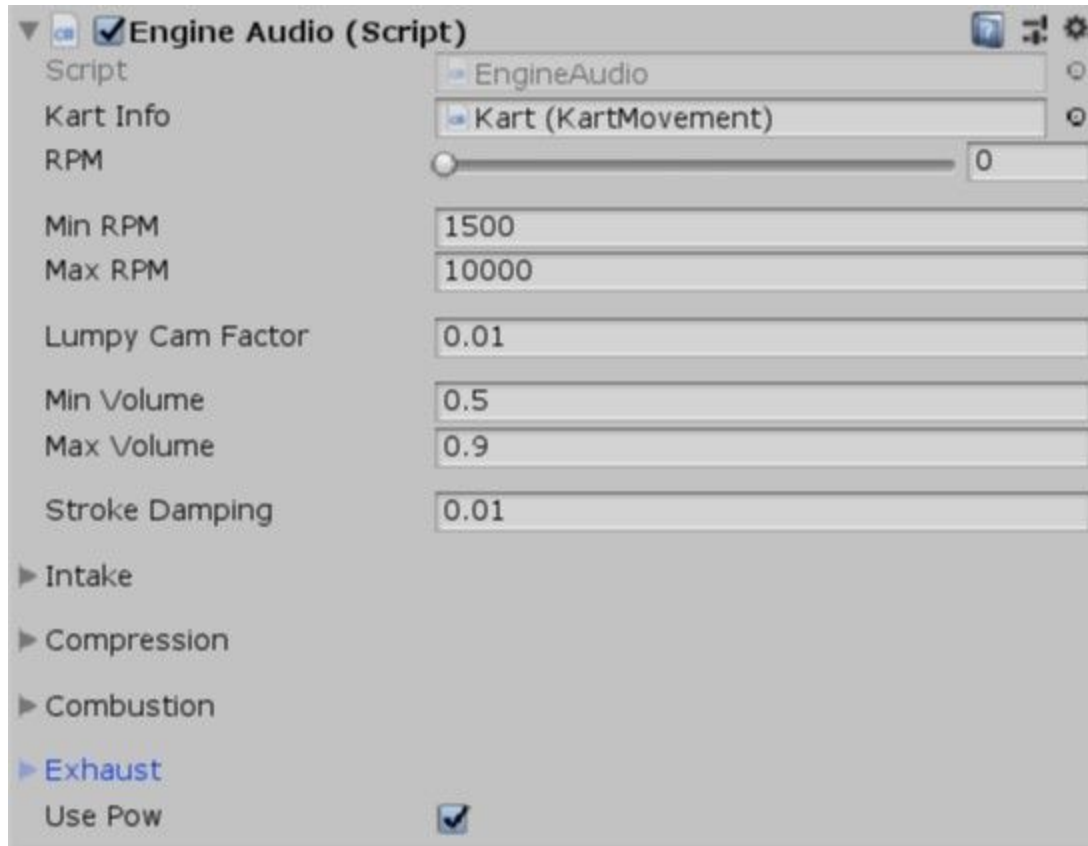 Engine Audio (Script)
Script EngineAudio
Kart Info Kart (KartMovement)
RPM 0
Min RPM 1500
Max RPM 10000
Lumpy Cam Factor 0.01
Min Volume 0.5
Max Volume 0.9
Stroke Damping 0.01
Intake
Compression
Combustion
Exhaust
Use Pow